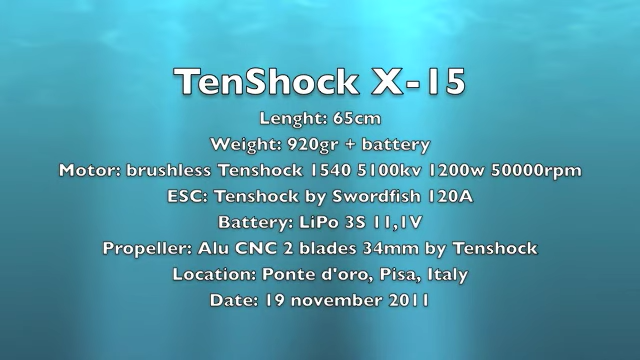 TenShock X-15
Lenght: 65cm
Weight: 920gr + battery
Motor: brushless Tenshock 1540 5100kv 1200w 50000rpm
ESC: Tenshock by Swordfish 120A
Battery: LiPo 3S 11,1V
Propeller: Alu CNC 2 blades 34mm by Tenshock
Location: Ponte d'oro, Pisa, Italy
Date: 19 november 2011